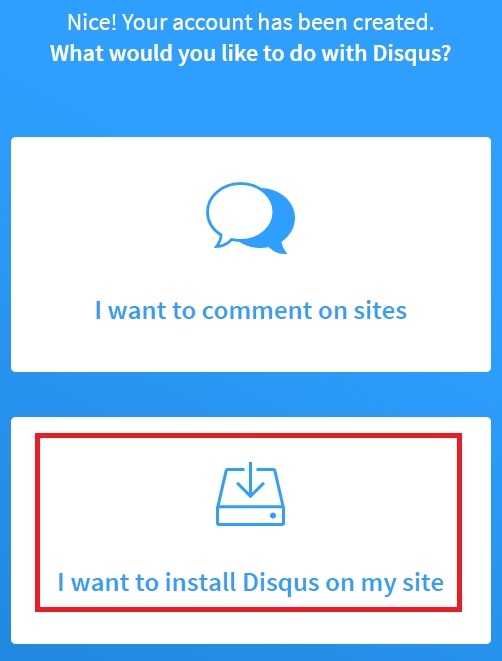 Nice! Your account has been created.
What would you like to do with Disqus?
I want to comment on sites
I want to install Disqus on my site